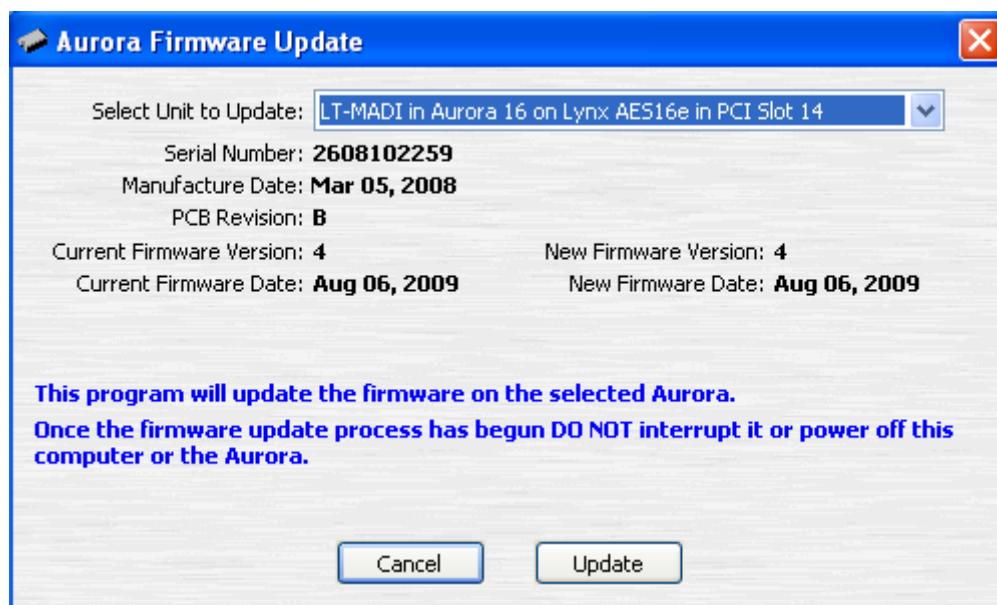 Aurora Firmware Update
Select Unit to Update: LT-MADI in Aurora 16 on Lynx AES16e in PCI Slot 14
Serial Number: 2608102259
Manufacture Date: Mar 05, 2008
PCB Revision: B
Current Firmware Version: 4 New Firmware Version: 4
Current Firmware Date: Aug 06, 2009 New Firmware Date: Aug 06, 2009
This program will update the firmware on the selected Aurora.
Once the firmware update process has begun DO NOT interrupt it or power off this
computer or the Aurora.
Cancel Update